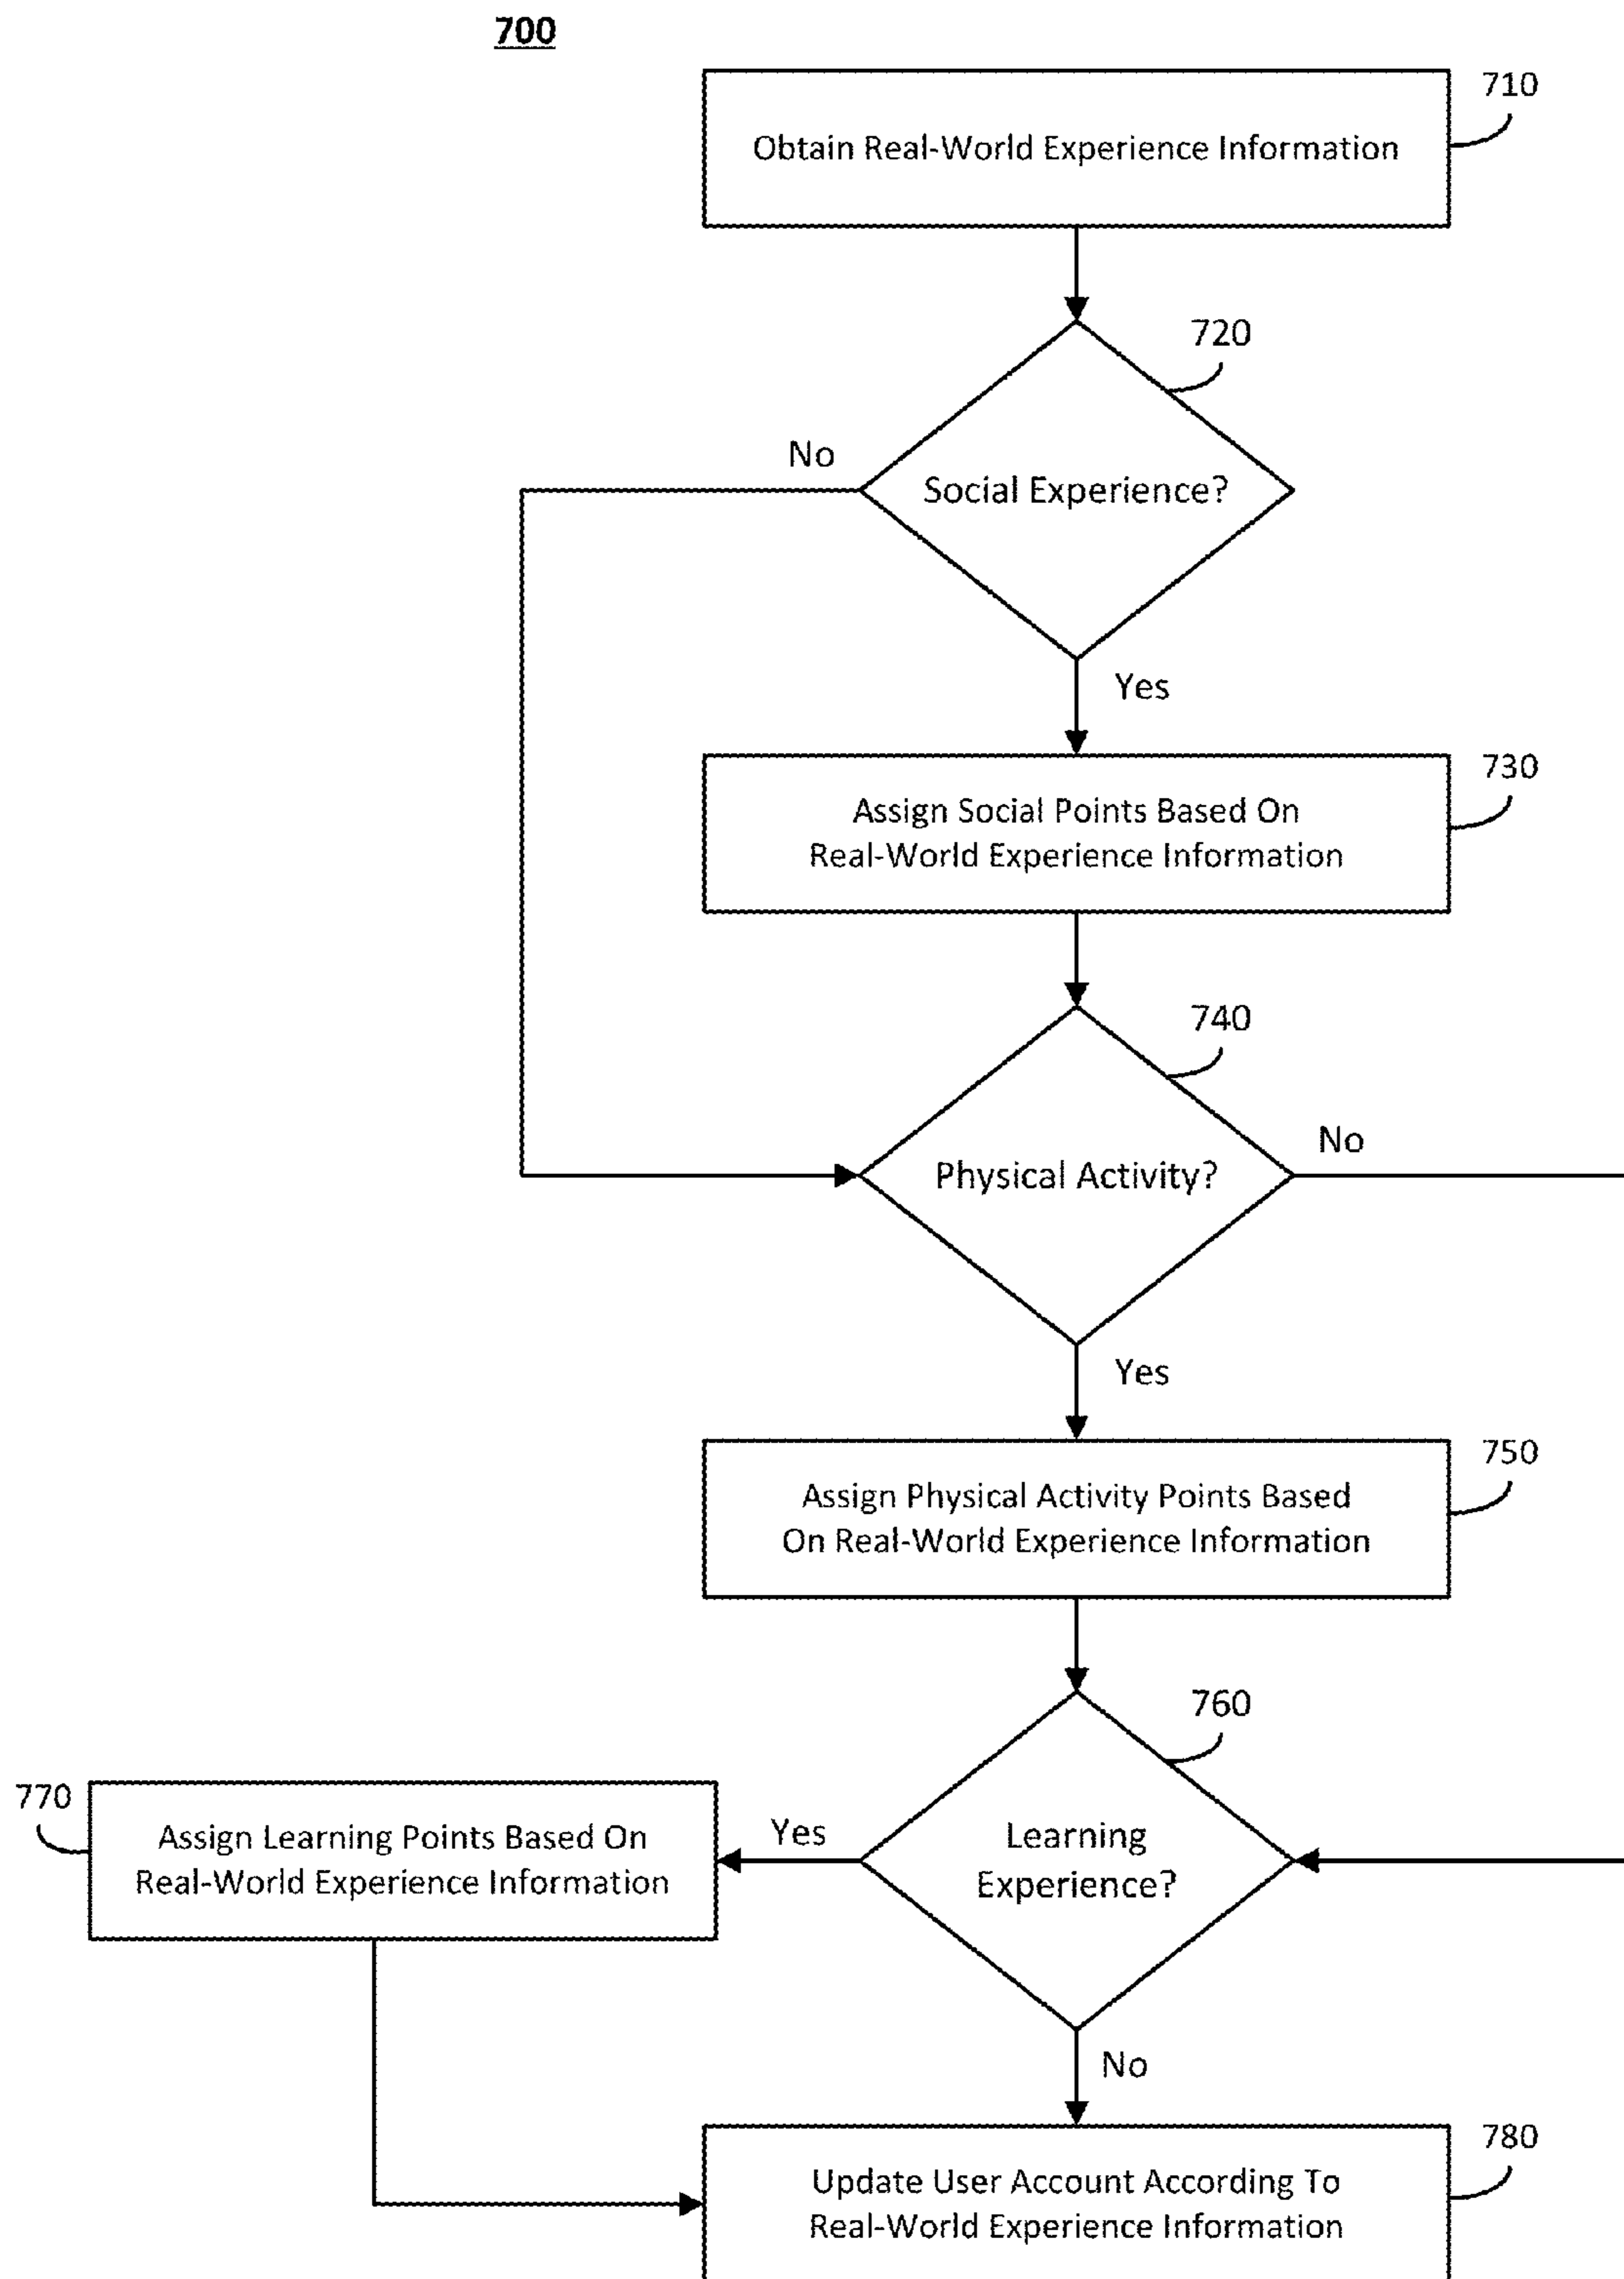 700
710
Obtain Real-World Experience Information
720
No
Social Experience?
Yes
730
Assign Social Points Based On
Real-World Experience Information
740
No
Physical Activity?
Yes
750
Assign Physical Activity Points Based
On Real-World Experience Information
760
770
Assign Learning Points Based On
Real-World Experience Information
Yes
Learning
Experience?
No
780
Update User Account According To
Real-World Experience Information